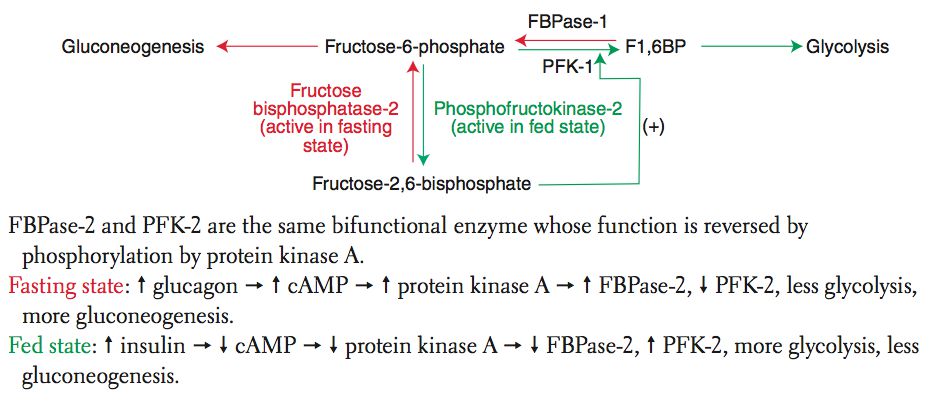 FBPase-1
Gluconeogenesis
Fructose-6-phosphate
F1,6BP
Glycolysis
PFK-1
Fructose
bisphosphatase-2
(active in fasting
state)
Phosphofructokinase-2
(active in fed state)
(+)
Fructose-2,6-bisphosphate
FBPase-2 and PFK-2 are the same bifunctional enzyme whose function is reversed by
phosphorylation by protein kinase A.
Fasting state: ↑ glucagon → ↑ cAMP → ↑ protein kinase A → ↑ FBPase-2, ↓ PFK-2, less glycolysis,
more gluconeogenesis.
Fed state: ↑ insulin → ↓ cAMP → ↓ protein kinase A → ↓ FBPase-2, ↑ PFK-2, more glycolysis, less
gluconeogenesis.